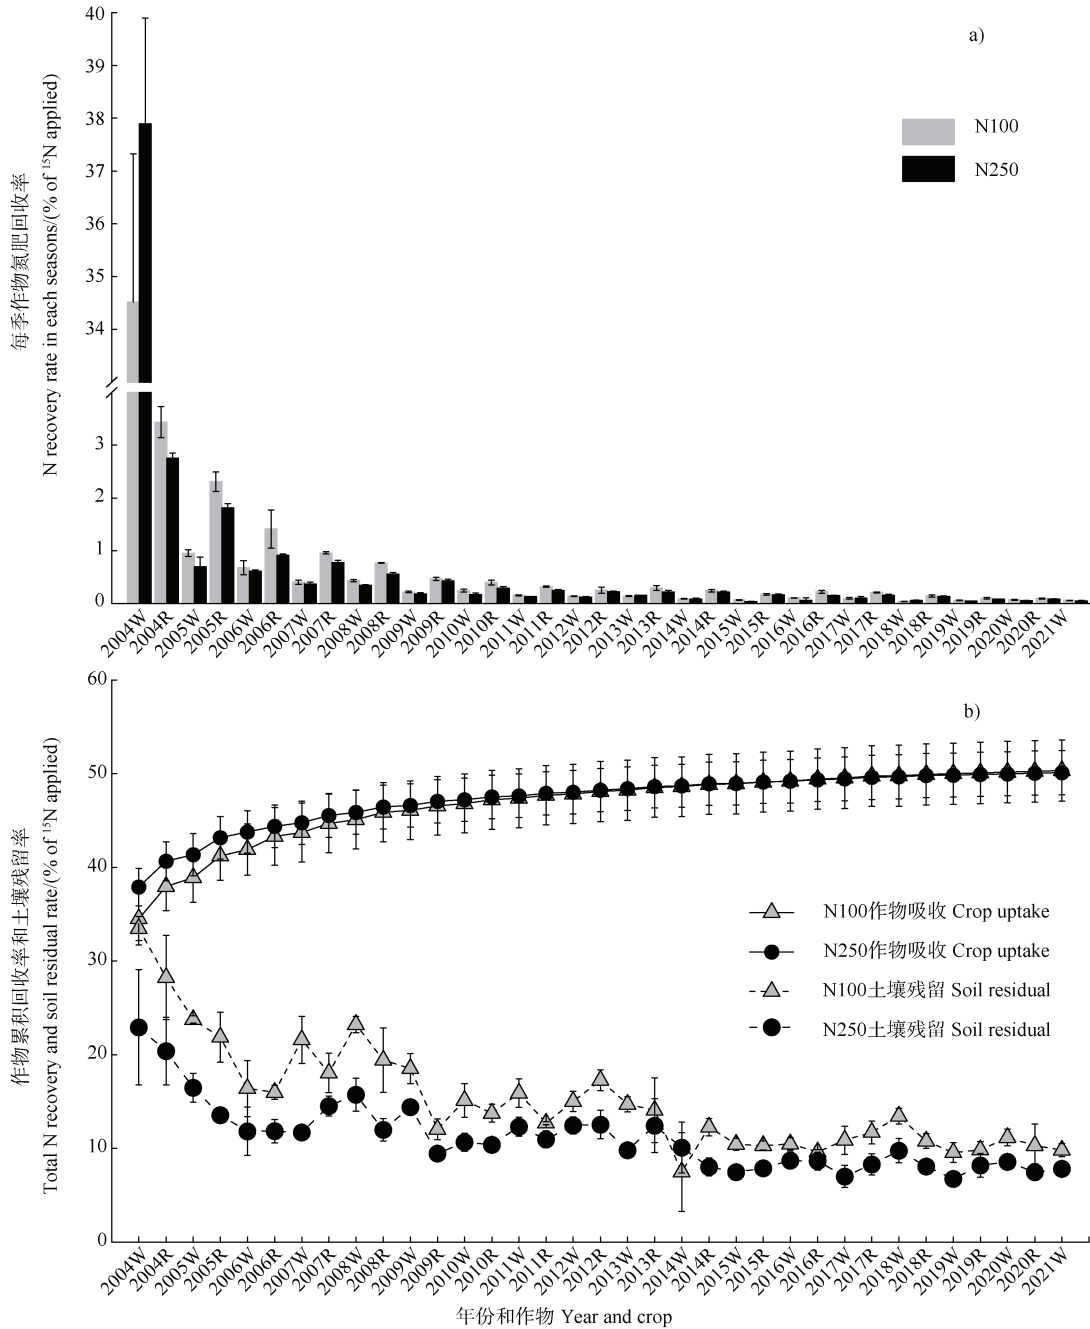 a)
N100
N250
每季作物氮肥回收率
N recovery rate in each seasons/(% of ¹⁵N applied)
40
39
38
37
36
35
34
3
2
1
0
2004W
2004R
2005W
2005R
2006W
2006R
2007W
2007R
2008W
2008R
2009W
2009R
2010W
2010R
2011W
2011R
2012W
2012R
2013W
2013R
2014W
2014R
2015W
2015R
2016W
2016R
2017W
2017R
2018W
2018R
2019W
2019R
2020W
2020R
2021W
b)
作物累积回收率和土壤残留率
Total N recovery and soil residual rate/(% of ¹⁵N applied)
60
50
40
30
20
10
0
N100作物吸收 Crop uptake
N250作物吸收 Crop uptake
N100土壤残留 Soil residual
N250土壤残留 Soil residual
2004W
2004R
2005W
2005R
2006W
2006R
2007W
2007R
2008W
2008R
2009W
2009R
2010W
2010R
2011W
2011R
2012W
2012R
2013W
2013R
2014W
2014R
2015W
2015R
2016W
2016R
2017W
2017R
2018W
2018R
2019W
2019R
2020W
2020R
2021W
年份和作物 Year and crop